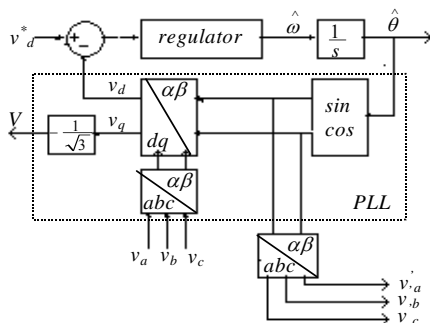 v*d
+
-
regulator
ω̂
1/s
θ̂
V
1/√3
vd
vq
αβ
dq
sin
cos
αβ
abc
PLL
va vb vc
αβ
abc
v'a
v,b
v,c